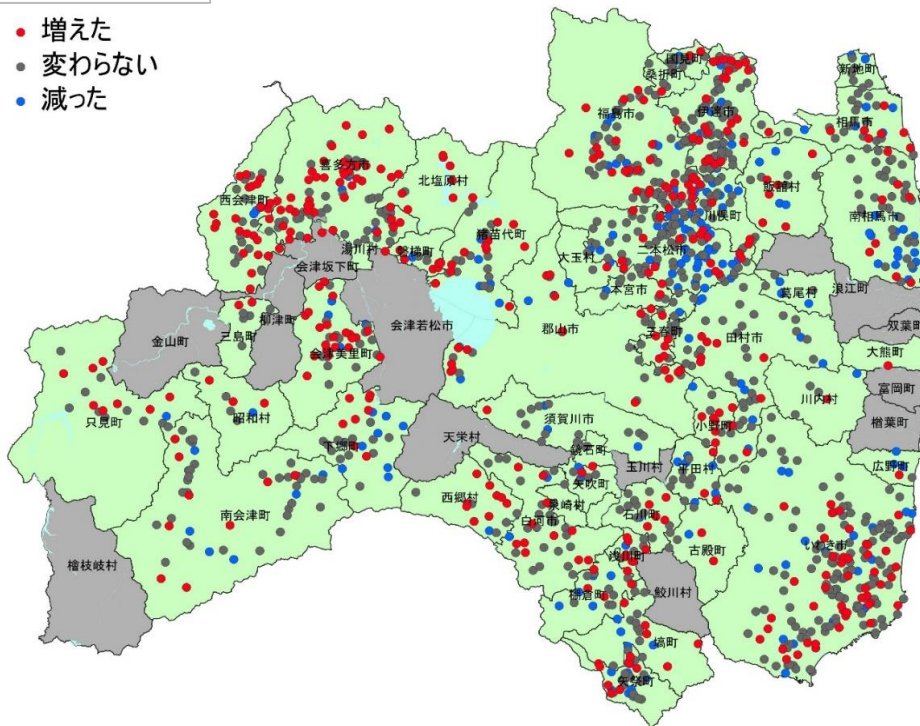 増えた
変わらない
減った
国見町
桑折町
新地町
福島市
伊達市
相馬市
喜多方市
北塩原村
西会津町
飯舘村
川俣町
南相馬市
猪苗代町
湯川村
磐梯町
大玉村
二本松市
会津坂下町
本宮市
葛尾村
浪江町
柳津町
三島町
金山町
会津若松市
郡山市
三春町
田村市
双葉町
大熊町
会津美里町
富岡町
川内村
只見町
昭和村
須賀川市
小野町
楢葉町
天栄村
下郷町
鏡石町
玉川村
平田村
広野町
矢吹町
西郷村
泉崎村
南会津町
白河市
石川町
いわき市
浅川町
古殿町
檜枝岐村
棚倉町
鮫川村
塙町
矢祭町